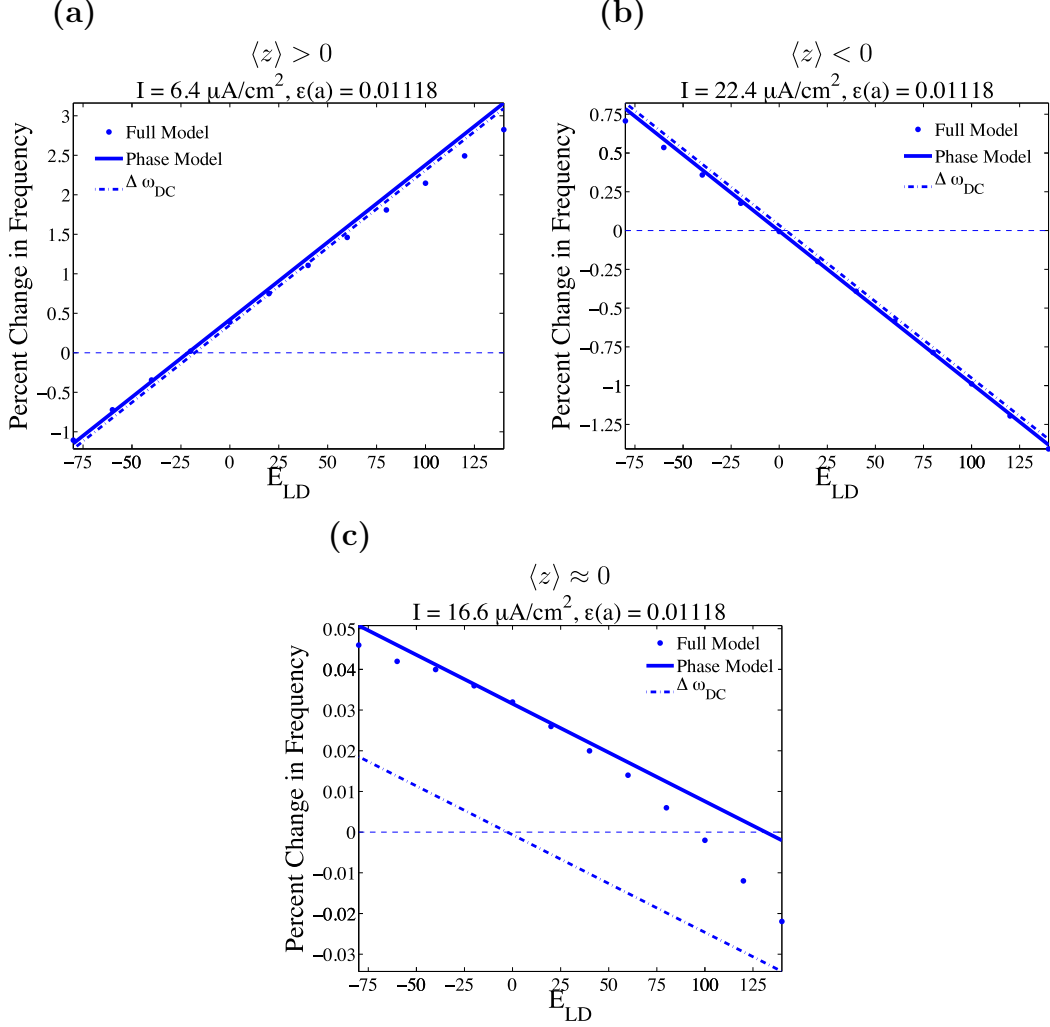 (a)
⟨z⟩ > 0
I = 6.4 μA/cm², ε(a) = 0.01118
Percent Change in Frequency
3
2.5
2
1.5
1
0.5
0
−0.5
−1
Full Model
Phase Model
Δ ω_DC
−75 −50 −25 0 25 50 75 100 125
E_LD
(b)
⟨z⟩ < 0
I = 22.4 μA/cm², ε(a) = 0.01118
Percent Change in Frequency
0.75
0.5
0.25
0
−0.25
−0.5
−0.75
−1
−1.25
Full Model
Phase Model
Δ ω_DC
−75 −50 −25 0 25 50 75 100 125
E_LD
(c)
⟨z⟩ ≈ 0
I = 16.6 μA/cm², ε(a) = 0.01118
Percent Change in Frequency
0.05
0.04
0.03
0.02
0.01
0
−0.01
−0.02
−0.03
Full Model
Phase Model
Δ ω_DC
−75 −50 −25 0 25 50 75 100 125
E_LD